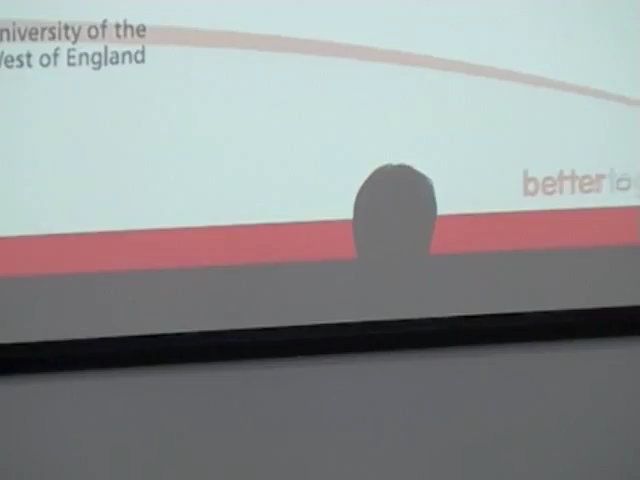 niversity of the
Vest of England
better